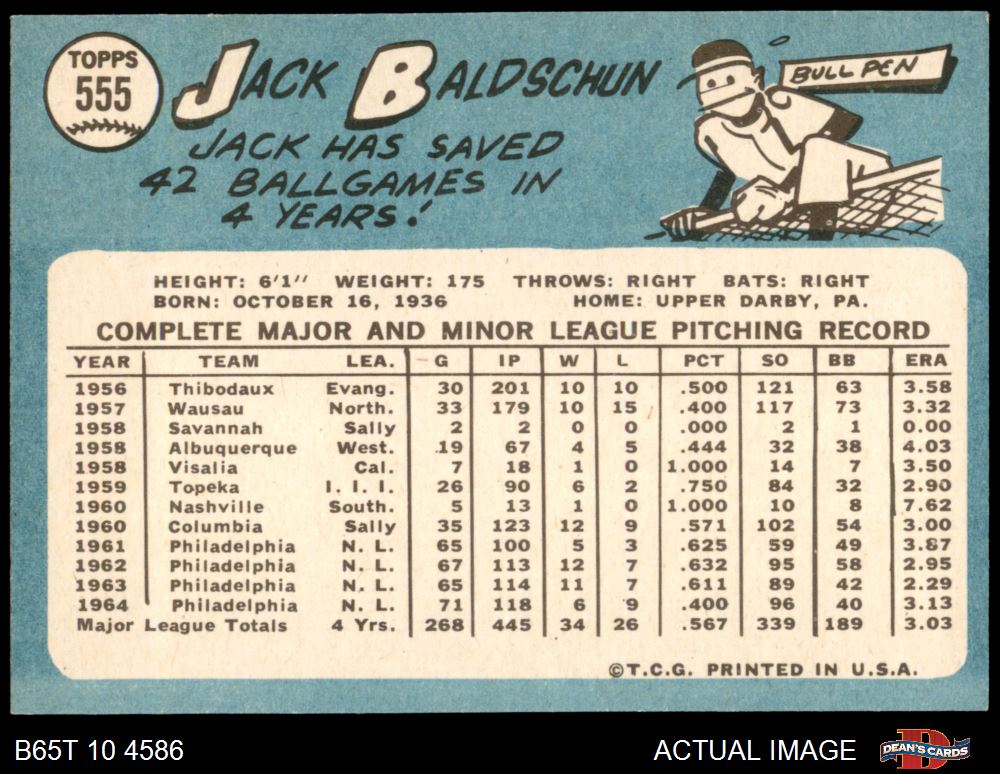 TOPPS
555
JACK BALDSCHUN
BULL PEN
JACK HAS SAVED
42 BALLGAMES IN
4 YEARS!
HEIGHT: 6'1" WEIGHT: 175 THROWS: RIGHT BATS: RIGHT
BORN: OCTOBER 16, 1936 HOME: UPPER DARBY, PA.
COMPLETE MAJOR AND MINOR LEAGUE PITCHING RECORD
YEAR TEAM LEA. G IP W L PCT SO BB ERA
1956 Thibodaux Evang. 30 201 10 10 .500 121 63 3.58
1957 Wausau North. 33 179 10 15 .400 117 73 3.32
1958 Savannah Sally 2 2 0 0 .000 2 1 0.00
1958 Albuquerque West. 19 67 4 5 .444 32 38 4.03
1958 Visalia Cal. 7 18 1 0 1.000 14 7 3.50
1959 Topeka I. I. I. 26 90 6 2 .750 84 32 2.90
1960 Nashville South. 5 13 1 0 1.000 10 8 7.62
1960 Columbia Sally 35 123 12 9 .571 102 54 3.00
1961 Philadelphia N. L. 65 100 5 3 .625 59 49 3.87
1962 Philadelphia N. L. 67 113 12 7 .632 95 58 2.95
1963 Philadelphia N. L. 65 114 11 7 .611 89 42 2.29
1964 Philadelphia N. L. 71 118 6 9 .400 96 40 3.13
Major League Totals 4 Yrs. 268 445 34 26 .567 339 189 3.03
©T.C.G. PRINTED IN U.S.A.
B65T 10 4586 ACTUAL IMAGE DEAN'S CARDS